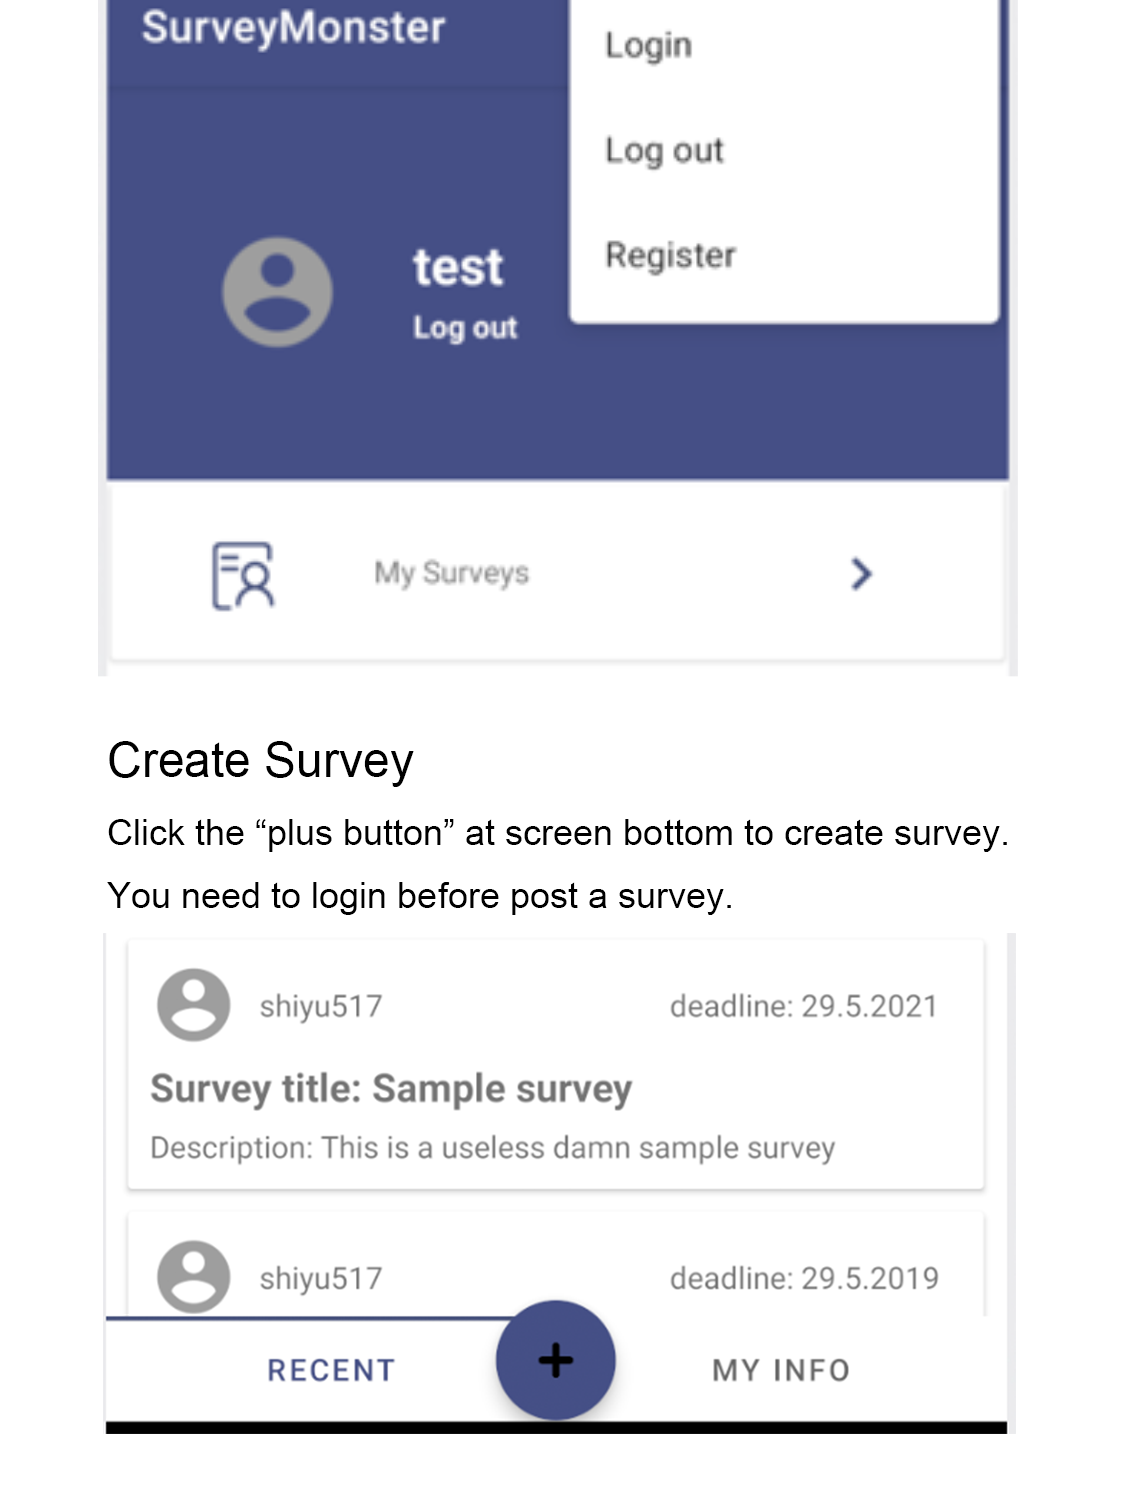 SurveyMonster
Login
Log out
Register
test
Log out
My Surveys
Create Survey
Click the “plus button” at screen bottom to create survey.
You need to login before post a survey.
shiyu517 deadline: 29.5.2021
Survey title: Sample survey
Description: This is a useless damn sample survey
shiyu517 deadline: 29.5.2019
RECENT + MY INFO